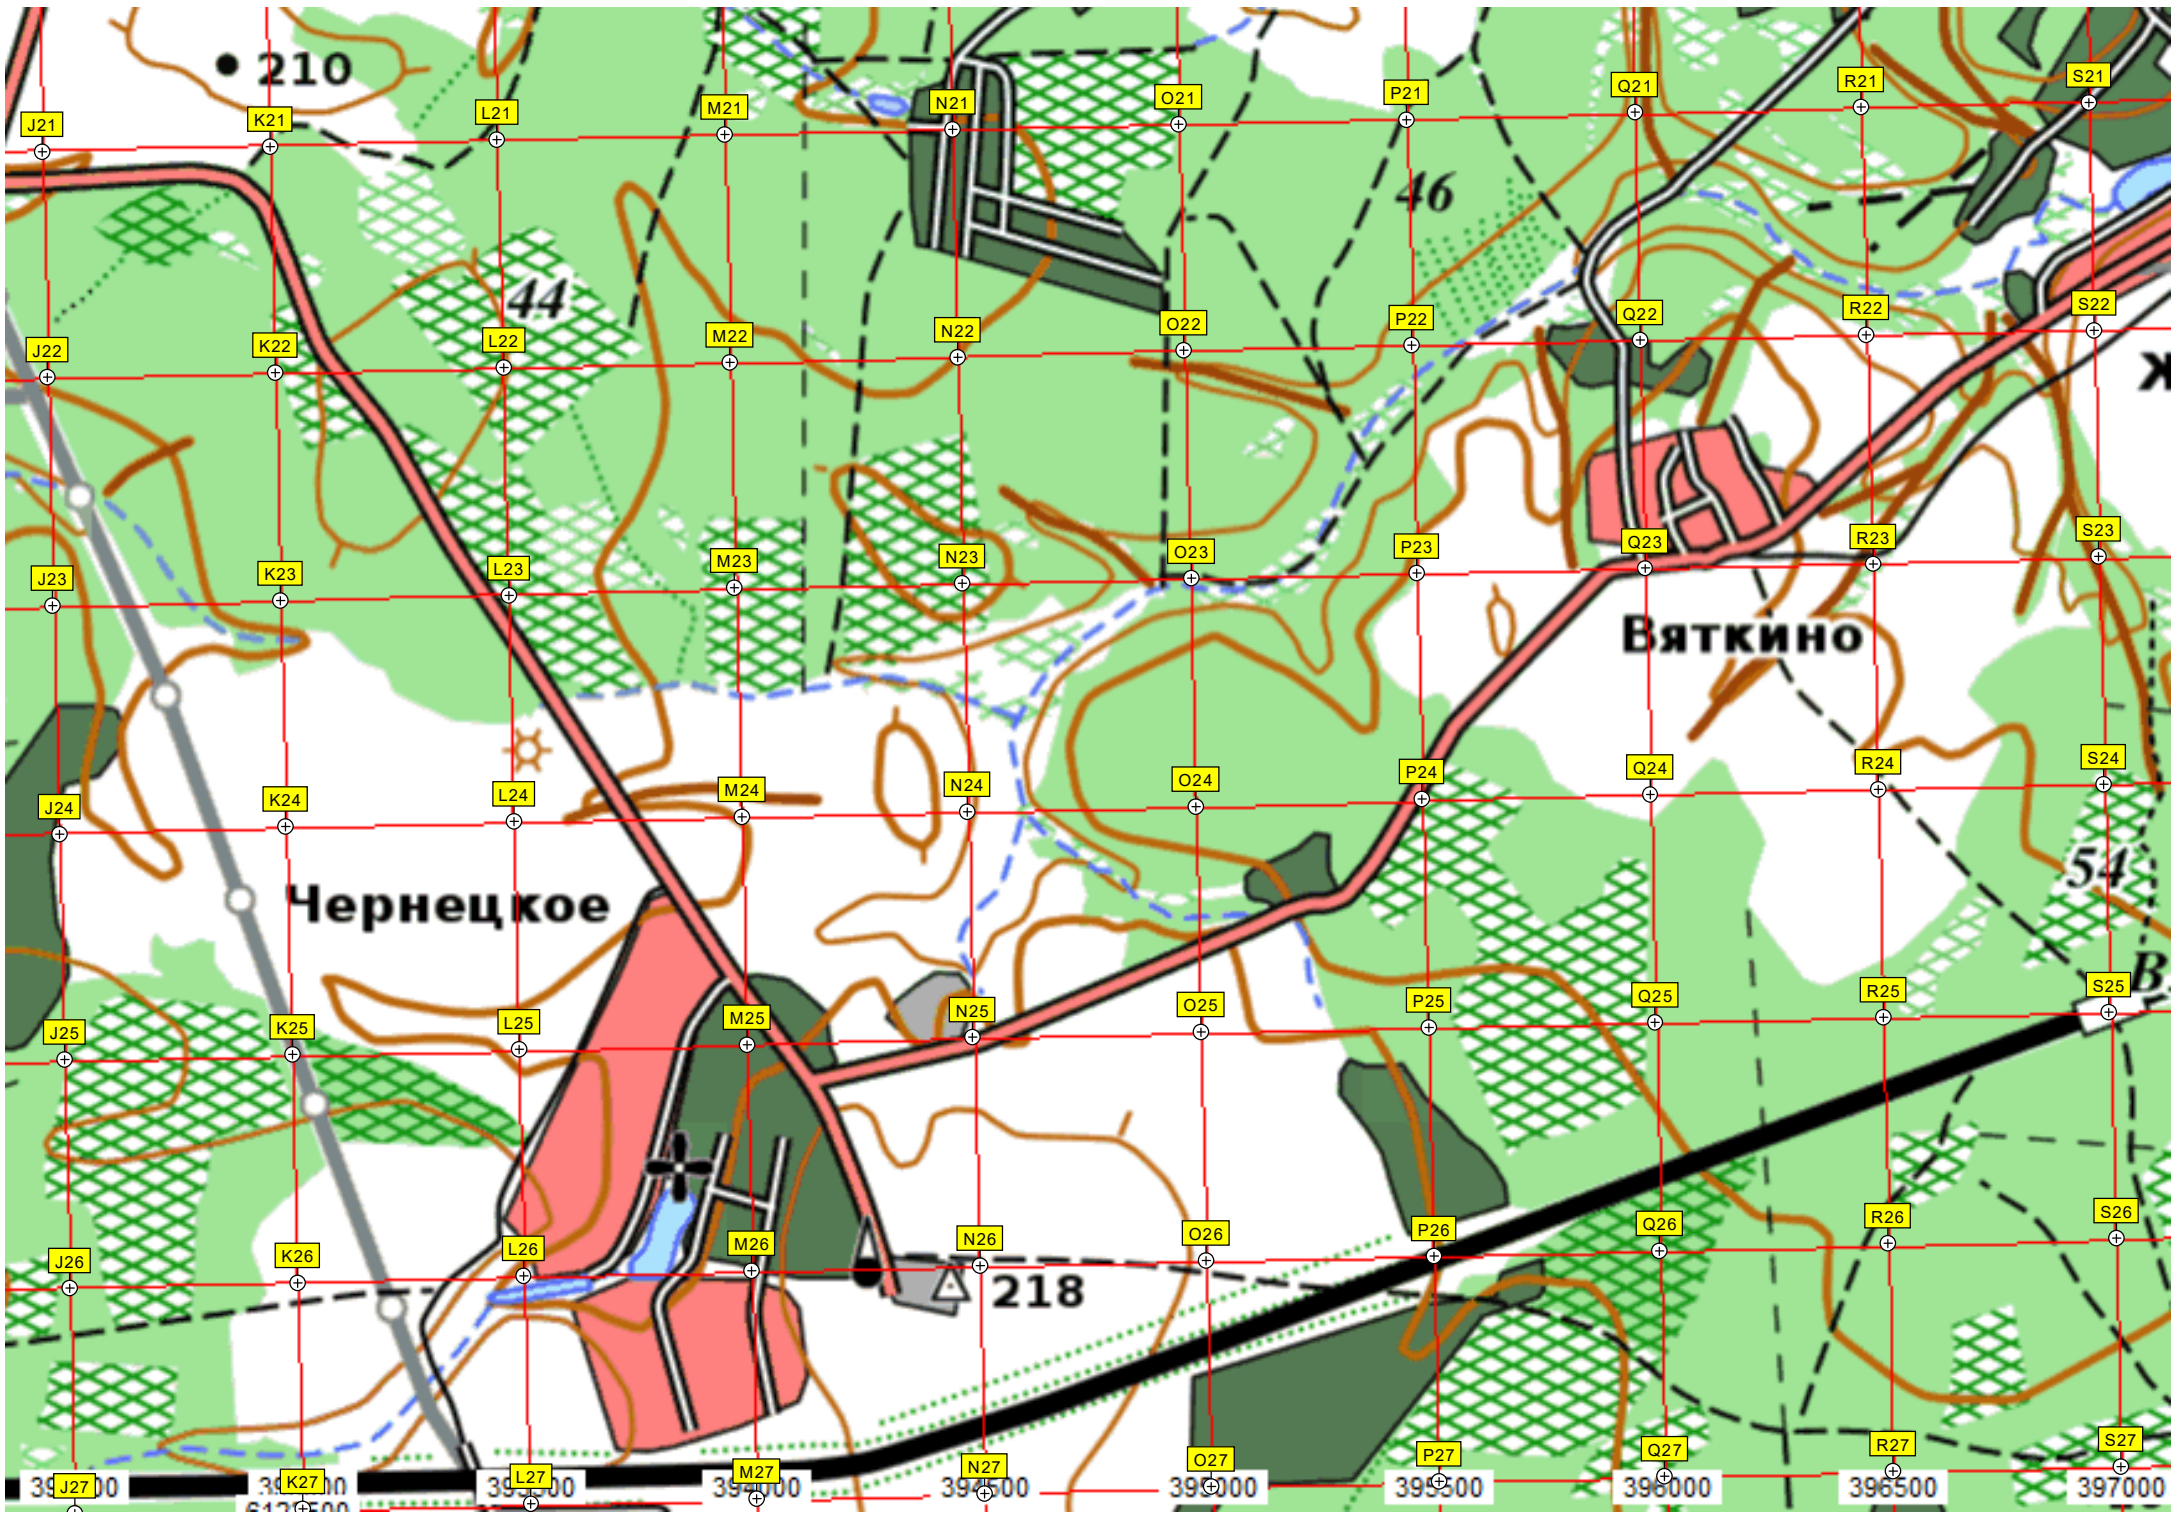 210
J21 K21 L21 M21 N21 O21 P21 Q21 R21 S21
46
44
J22 K22 L22 M22 N22 O22 P22 Q22 R22 S22
Ж
J23 K23 L23 M23 N23 O23 P23 Q23 R23 S23
Вяткино
J24 K24 L24 M24 N24 O24 P24 Q24 R24 S24
54
Чернецкое
В
J25 K25 L25 M25 N25 O25 P25 Q25 R25 S25
J26 K26 L26 M26 N26 O26 P26 Q26 R26 S26
218
J27 K27 L27 M27 N27 O27 P27 Q27 R27 S27
394000 394500 395000 395500 396000 396500 397000